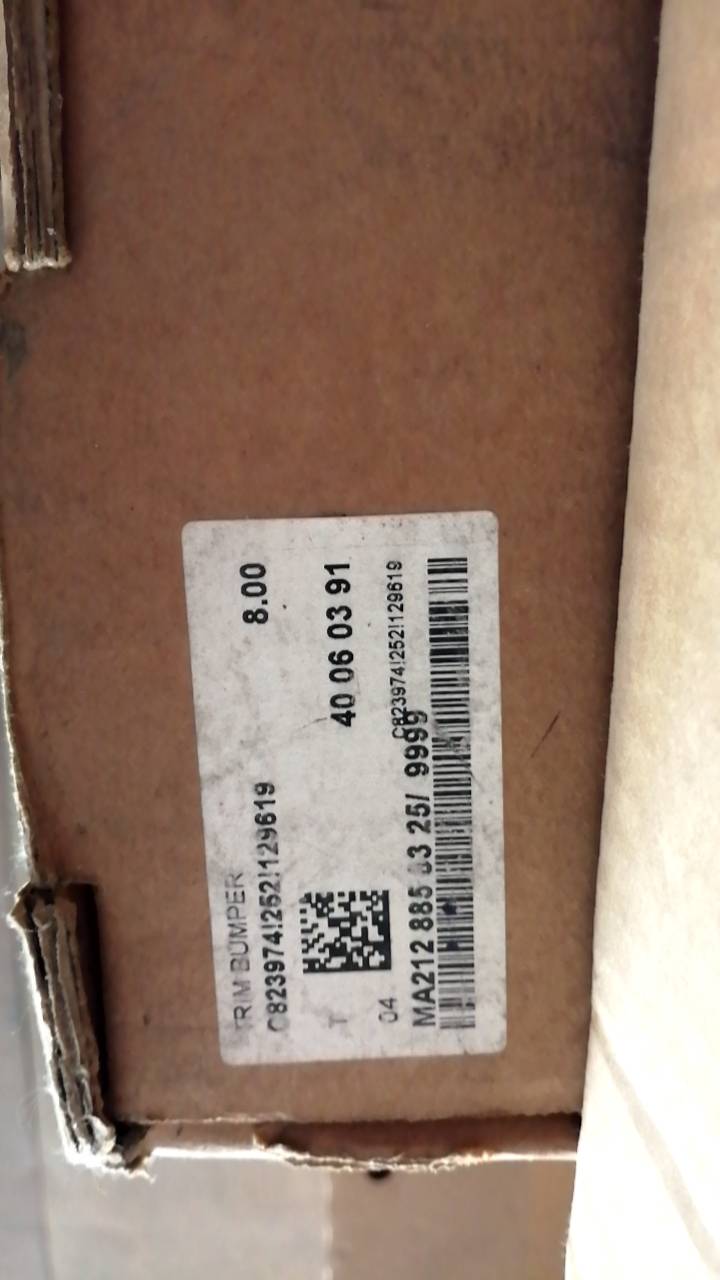 TRIM BUMPER
8.00
C823974!252!129619
40 06 03 91
T
04
C823974!252!129619
MA212 885 03 25/ 9999